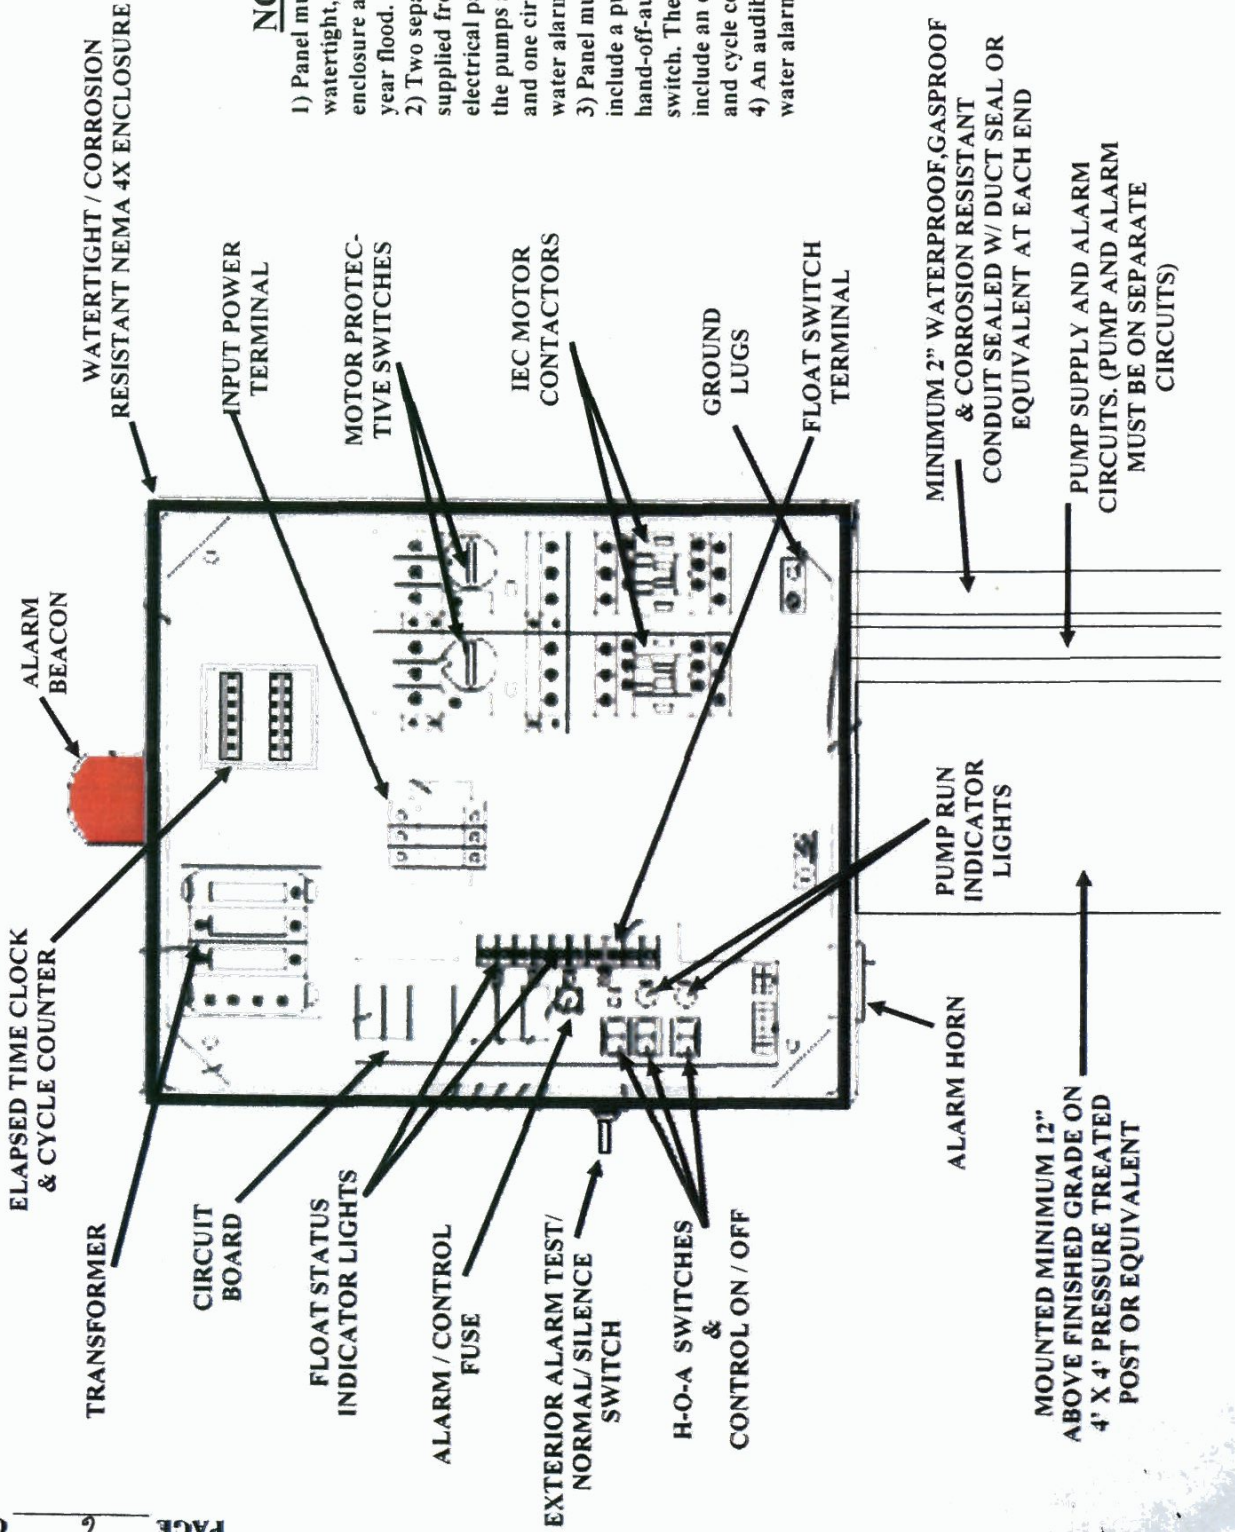 ALARM
BEACON
ELAPSED TIME CLOCK
& CYCLE COUNTER
TRANSFORMER
CIRCUIT
BOARD
FLOAT STATUS
INDICATOR LIGHTS
ALARM / CONTROL
FUSE
EXTERIOR ALARM TEST/
NORMAL/ SILENCE
SWITCH
H-O-A SWITCHES
&
CONTROL ON / OFF
WATERTIGHT / CORROSION
RESISTANT NEMA 4X ENCLOSURE
INPUT POWER
TERMINAL
MOTOR PROTEC-
TIVE SWITCHES
IEC MOTOR
CONTACTORS
GROUND
LUGS
FLOAT SWITCH
TERMINAL
PUMP RUN
INDICATOR
LIGHTS
ALARM HORN
MOUNTED MINIMUM 12”
ABOVE FINISHED GRADE ON
4' X 4' PRESSURE TREATED
POST OR EQUIVALENT
MINIMUM 2” WATERPROOF,GASPROOF
& CORROSION RESISTANT
CONDUIT SEALED W/ DUCT SEAL OR
EQUIVALENT AT EACH END
PUMP SUPPLY AND ALARM
CIRCUITS. (PUMP AND ALARM
MUST BE ON SEPARATE
CIRCUITS)
1) Panel mu
watertight,
enclosure a
year flood.
2) Two sepa
supplied fro
electrical p
the pumps
and one cir
water alarm
3) Panel mu
include a pu
hand-off-au
switch. The
include an e
and cycle co
4) An audib
water alarm
PAGE 6